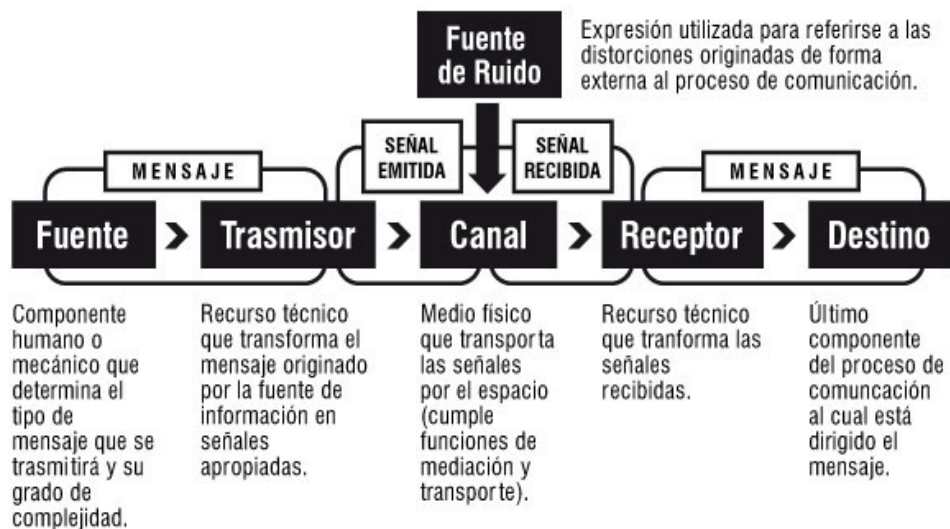 Fuente
de Ruido
Expresión utilizada para referirse a las
distorsiones originadas de forma
externa al proceso de comunicación.
MENSAJE
SEÑAL
EMITIDA
SEÑAL
RECIBIDA
MENSAJE
Fuente
Trasmisor
Canal
Receptor
Destino
Componente
humano o
mecánico que
determina el
tipo de
mensaje que se
trasmitirá y su
grado de
complejidad.
Recurso técnico
que transforma el
mensaje originado
por la fuente de
información en
señales
apropiadas.
Medio físico
que transporta
las señales
por el espacio
(cumple
funciones de
mediación y
transporte).
Recurso técnico
que tranforma las
señales
recibidas.
Último
componente
del proceso de
comuncación
al cual está
dirigido el
mensaje.